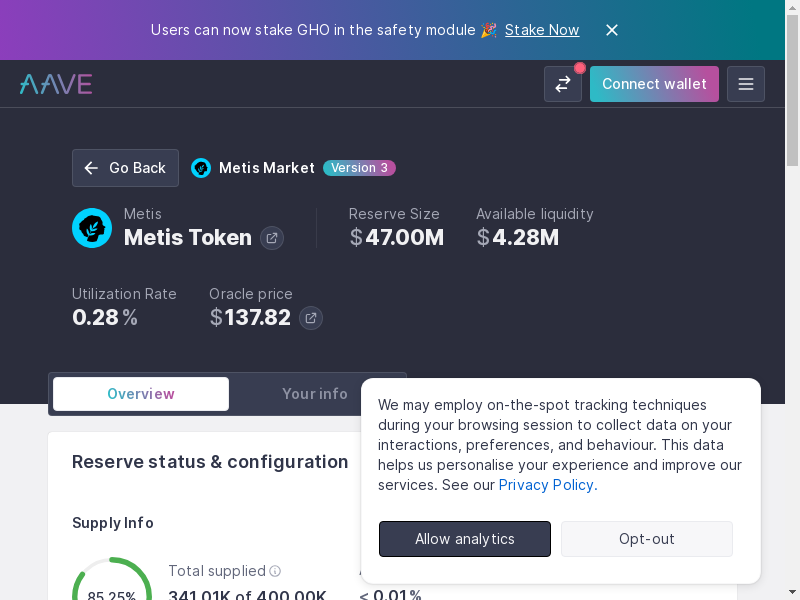 Users can now stake GHO in the safety module 🎉 Stake Now
AAVE
Connect wallet
Go Back
Metis Market
Version 3
Metis
Metis Token
Reserve Size
$47.00M
Available liquidity
$4.28M
Utilization Rate
0.28%
Oracle price
$137.82
Overview
Your info
We may employ on-the-spot tracking techniques
during your browsing session to collect data on your
interactions, preferences, and behaviour. This data
helps us personalise your experience and improve our
services. See our Privacy Policy.
Allow analytics
Opt-out
Reserve status & configuration
Supply Info
85.25%
Total supplied
341.01K of 400.00K
< 0.01%